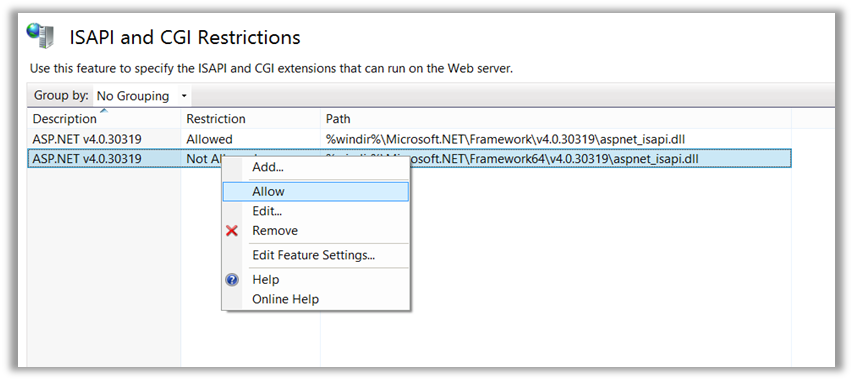 ISAPI and CGI Restrictions
Use this feature to specify the ISAPI and CGI extensions that can run on the Web server.
Group by: No Grouping
Description Restriction Path
ASP.NET v4.0.30319 Allowed %windir%\Microsoft.NET\Framework\v4.0.30319\aspnet_isapi.dll
ASP.NET v4.0.30319 Not \Microsoft.NET\Framework64\v4.0.30319\aspnet_isapi.dll
Add...
Allow
Edit...
Remove
Edit Feature Settings...
Help
Online Help